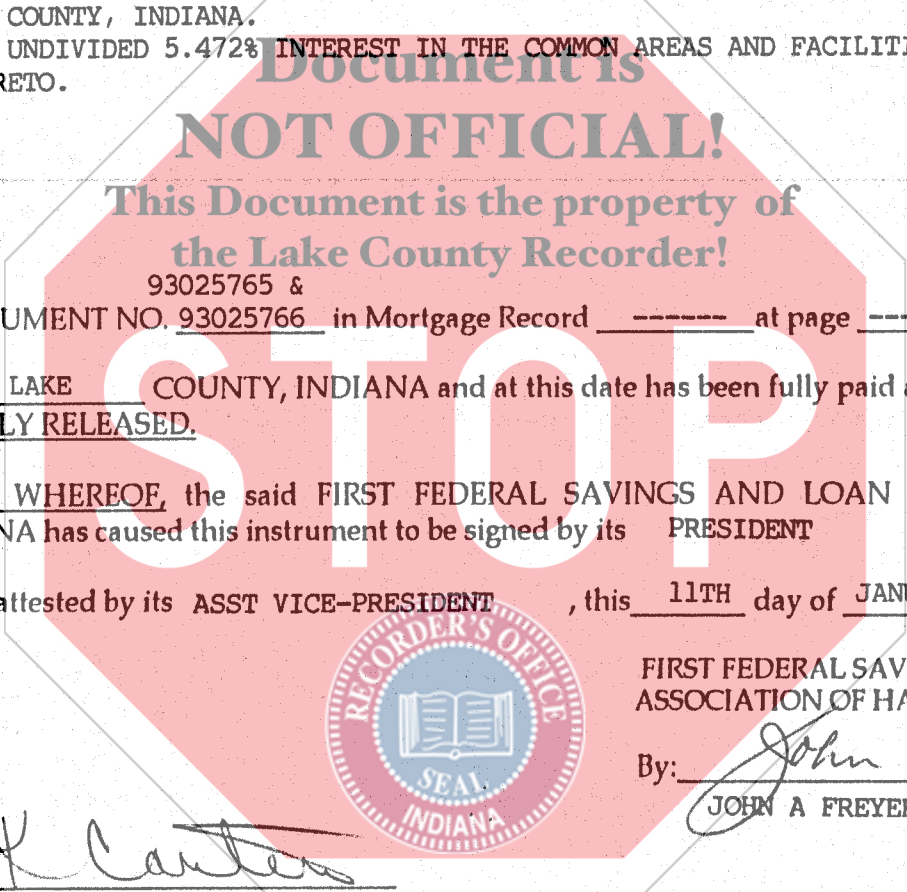 COUNTY, INDIANA.
UNDIVIDED 5.472% INTEREST IN THE COMMON AREAS AND FACILITI
RETO.
Document is
NOT OFFICIAL!
This Document is the property of
the Lake County Recorder!
93025765 &
UMENT NO. 93025766 in Mortgage Record ------- at page --
LAKE COUNTY, INDIANA and at this date has been fully paid a
LY RELEASED.
STOP
WHEREOF, the said FIRST FEDERAL SAVINGS AND LOAN
NA has caused this instrument to be signed by its PRESIDENT
attested by its ASST VICE-PRESIDENT , this 11TH day of JANU
RECORDER'S OFFICE
SEAL
INDIANA
FIRST FEDERAL SAV
ASSOCIATION OF HA
By: John
JOHN A FREYE
K Carter